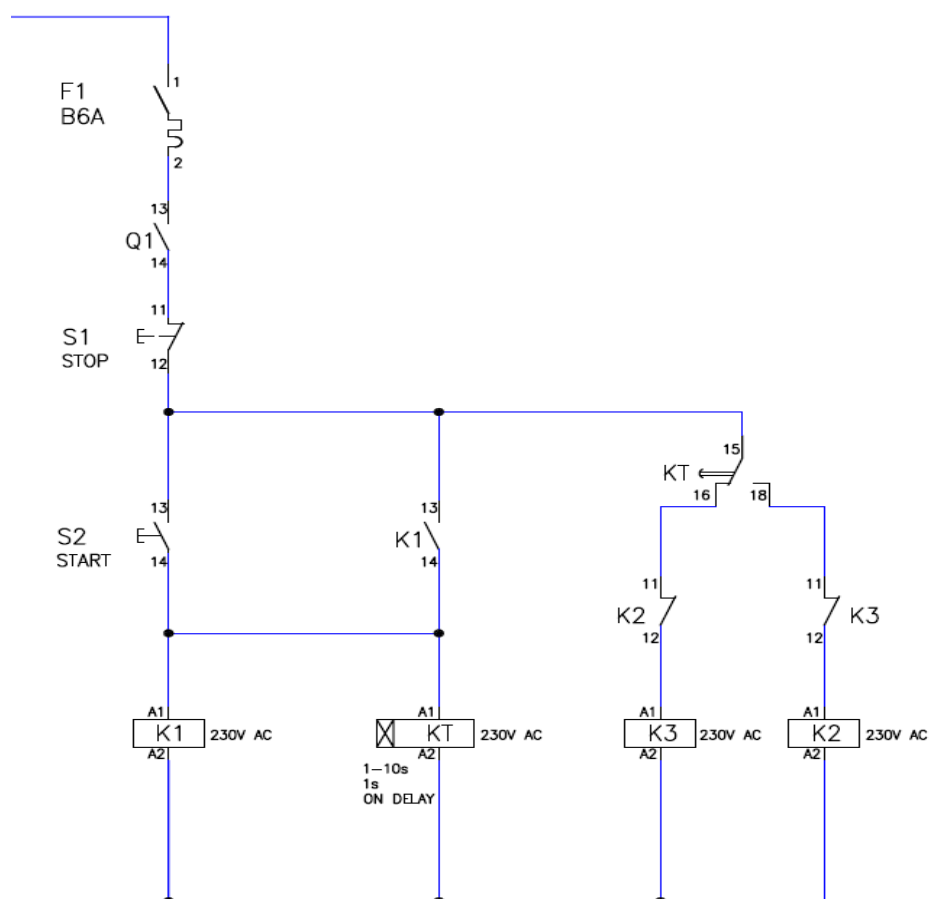 1
F1
B6A
2
13
Q1
14
11
S1
STOP
12
15
KT
16
18
13
S2
START
14
13
K1
14
11
K2
12
11
K3
12
A1
K1
230V AC
A2
A1
KT
230V AC
A2
1-10s
1s
ON DELAY
A1
K3
230V AC
A2
A1
K2
230V AC
A2